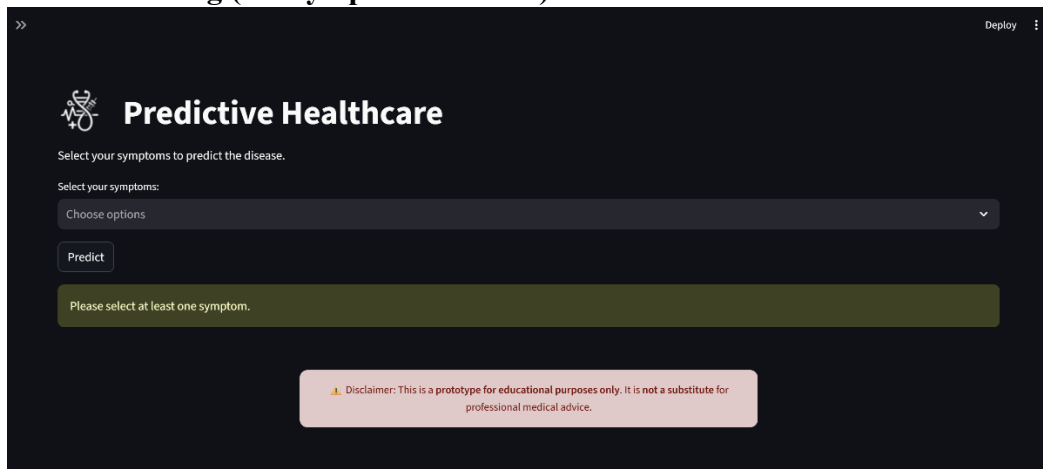 Deploy
Predictive Healthcare
Select your symptoms to predict the disease.
Select your symptoms:
Choose options
Predict
Please select at least one symptom.
Disclaimer: This is a prototype for educational purposes only. It is not a substitute for
professional medical advice.